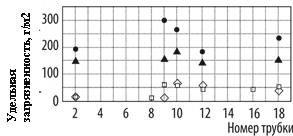 Удельная
загрязненность, г/м2
300
200
100
0
2 4 6 8 10 12 14 16 18
Номер трубки